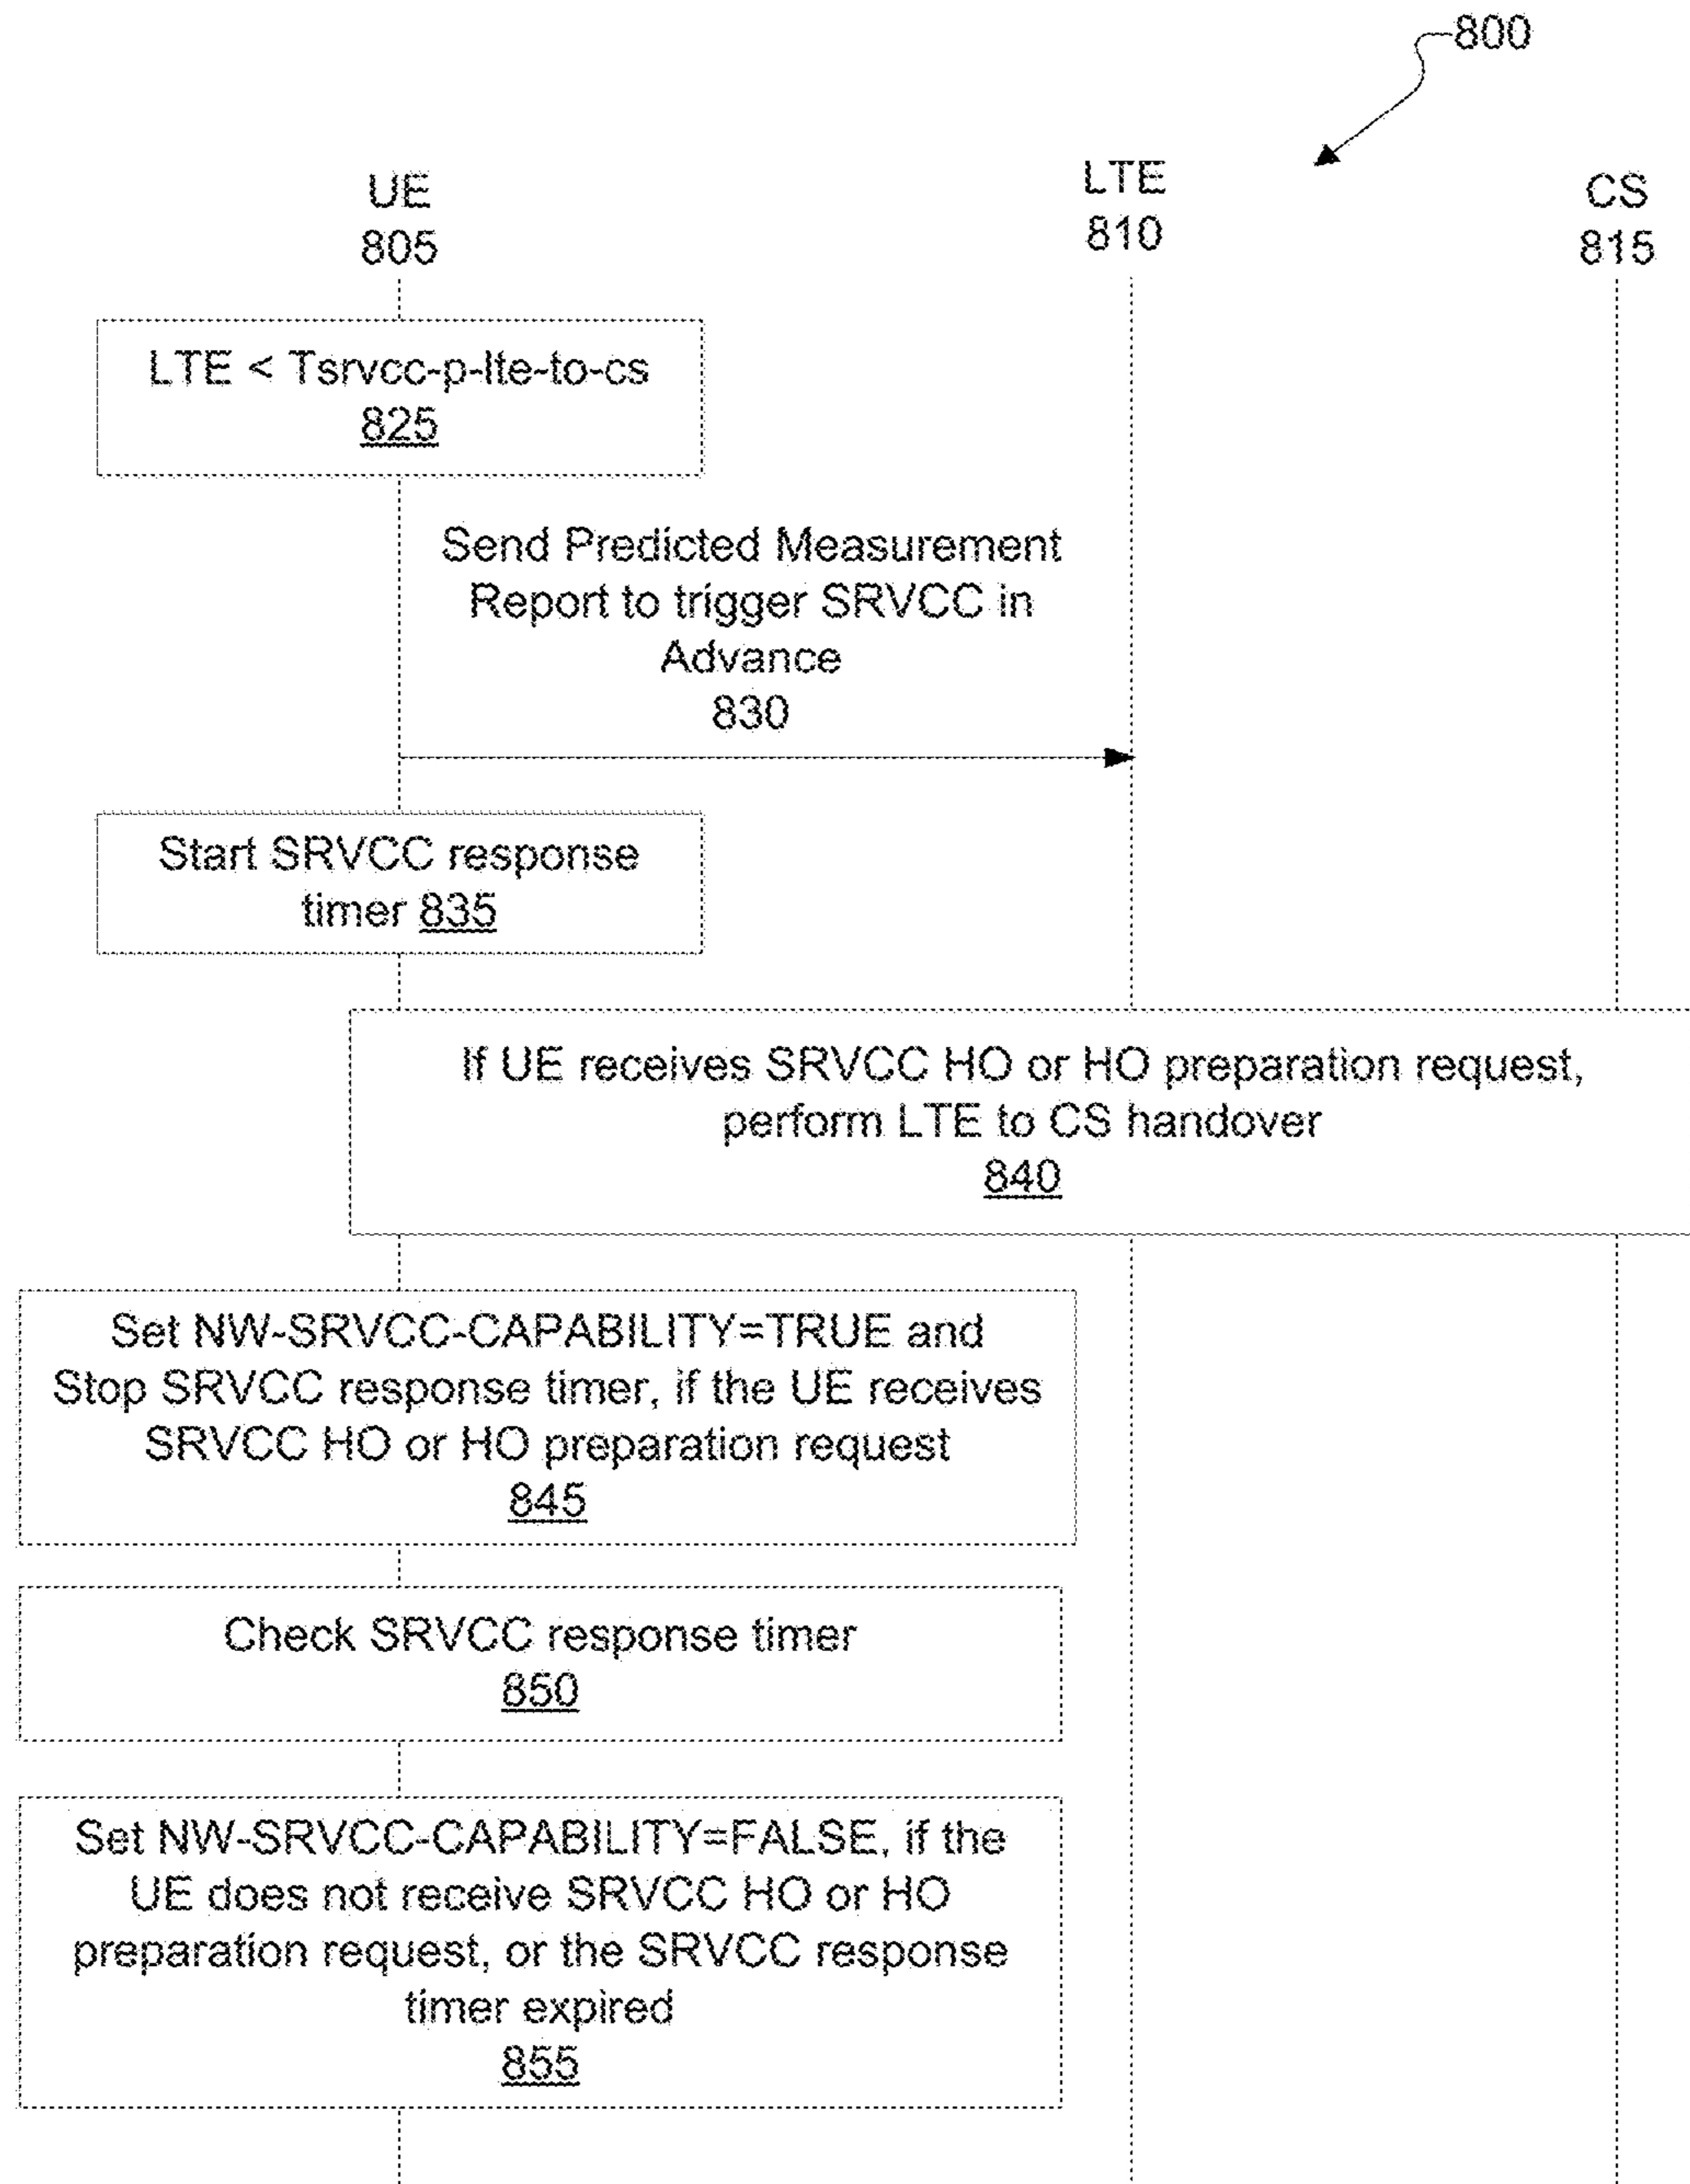 800
UE
805
LTE
810
CS
815
LTE < Tsrvcc-p-lte-to-cs
825
Send Predicted Measurement
Report to trigger SRVCC in
Advance
830
Start SRVCC response
timer 835
If UE receives SRVCC HO or HO preparation request,
perform LTE to CS handover
840
Set NW-SRVCC-CAPABILITY=TRUE and
Stop SRVCC response timer, if the UE receives
SRVCC HO or HO preparation request
845
Check SRVCC response timer
850
Set NW-SRVCC-CAPABILITY=FALSE, if the
UE does not receive SRVCC HO or HO
preparation request, or the SRVCC response
timer expired
855